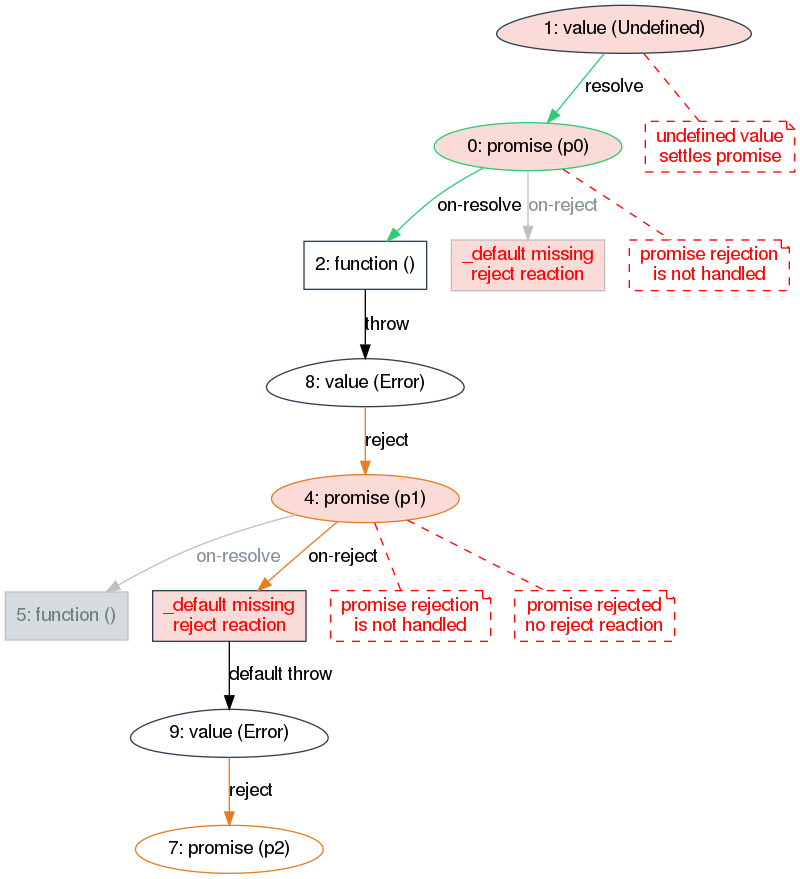 1: value (Undefined)
resolve
undefined value
settles promise
0: promise (p0)
on-resolve
on-reject
2: function ()
_default missing
reject reaction
promise rejection
is not handled
throw
8: value (Error)
reject
4: promise (p1)
on-resolve
on-reject
5: function ()
_default missing
reject reaction
promise rejection
is not handled
promise rejected
no reject reaction
default throw
9: value (Error)
reject
7: promise (p2)